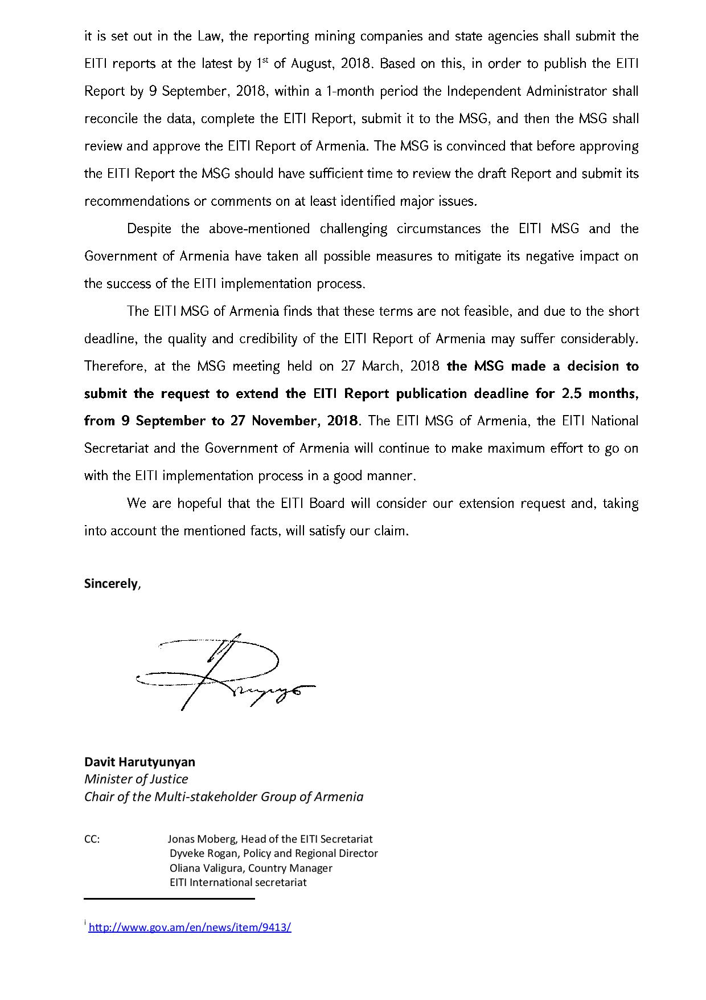 it is set out in the Law, the reporting mining companies and state agencies shall submit the
EITI reports at the latest by 1st of August, 2018. Based on this, in order to publish the EITI
Report by 9 September, 2018, within a 1-month period the Independent Administrator shall
reconcile the data, complete the EITI Report, submit it to the MSG, and then the MSG shall
review and approve the EITI Report of Armenia. The MSG is convinced that before approving
the EITI Report the MSG should have sufficient time to review the draft Report and submit its
recommendations or comments on at least identified major issues.
Despite the above-mentioned challenging circumstances the EITI MSG and the
Government of Armenia have taken all possible measures to mitigate its negative impact on
the success of the EITI implementation process.
The EITI MSG of Armenia finds that these terms are not feasible, and due to the short
deadline, the quality and credibility of the EITI Report of Armenia may suffer considerably.
Therefore, at the MSG meeting held on 27 March, 2018 the MSG made a decision to
submit the request to extend the EITI Report publication deadline for 2.5 months,
from 9 September to 27 November, 2018. The EITI MSG of Armenia, the EITI National
Secretariat and the Government of Armenia will continue to make maximum effort to go on
with the EITI implementation process in a good manner.
We are hopeful that the EITI Board will consider our extension request and, taking
into account the mentioned facts, will satisfy our claim.
Sincerely,
Davit Harutyunyan
Minister of Justice
Chair of the Multi-stakeholder Group of Armenia
CC: Jonas Moberg, Head of the EITI Secretariat
Dyveke Rogan, Policy and Regional Director
Oliana Valigura, Country Manager
EITI International secretariat
i http://www.gov.am/en/news/item/9413/